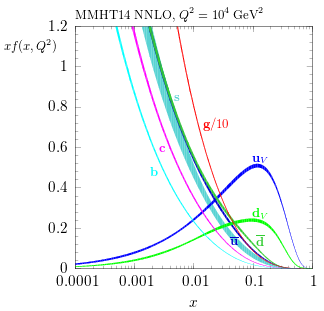 MMHT14 NNLO, Q² = 10⁴ GeV²
xf(x, Q²)
1.2
1
0.8
0.6
0.4
0.2
0
s
g/10
c
b
u_V
d_V
u̅
d̅
0.0001
0.001
0.01
0.1
1
x